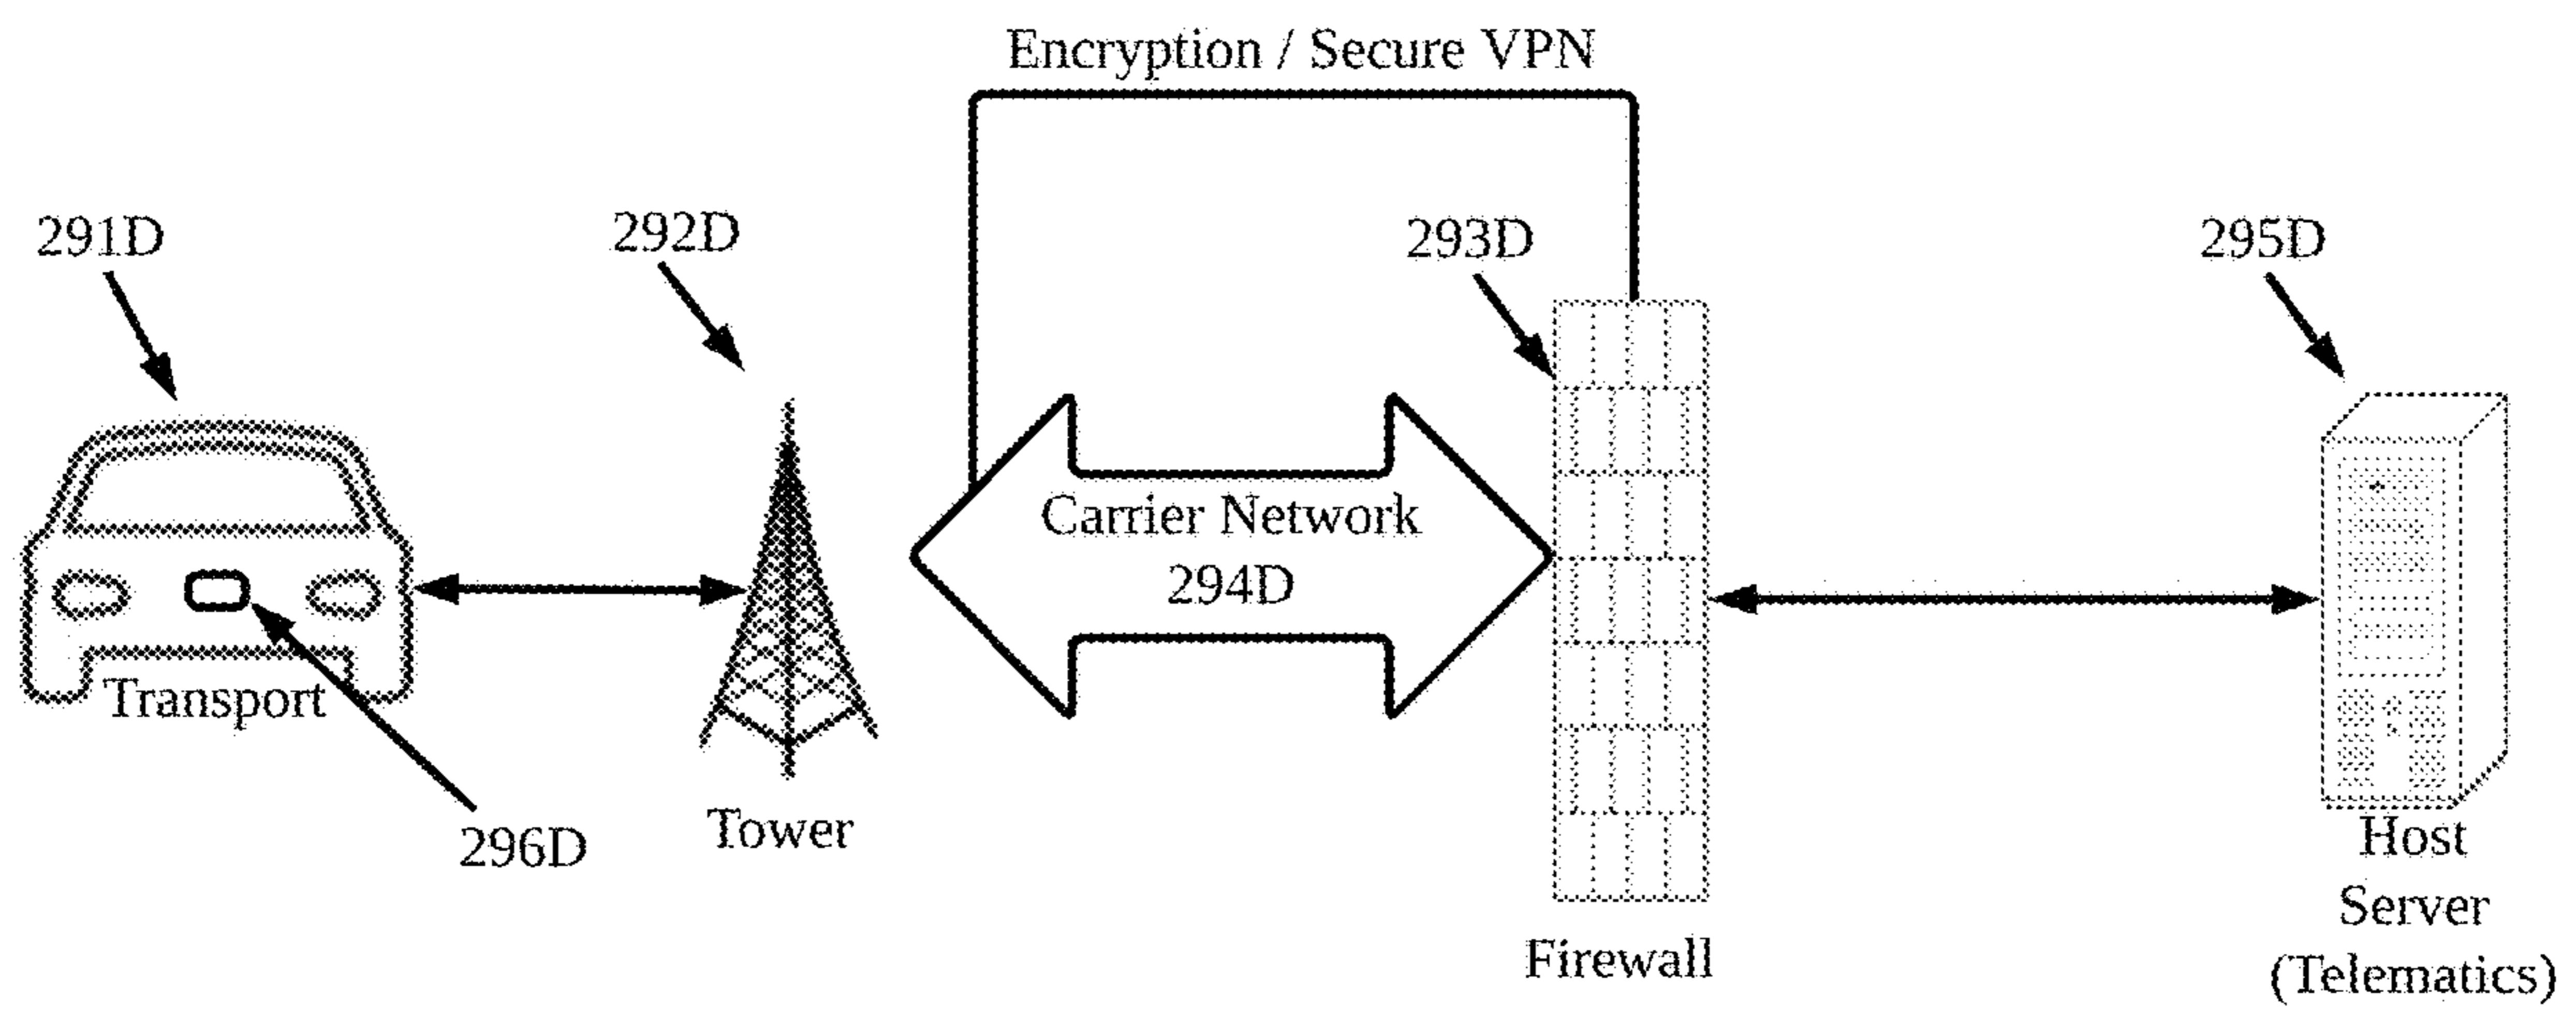 Encryption / Secure VPN
291D
292D
293D
295D
Carrier Network
294D
Transport
296D
Tower
Firewall
Host
Server
(Telematics)